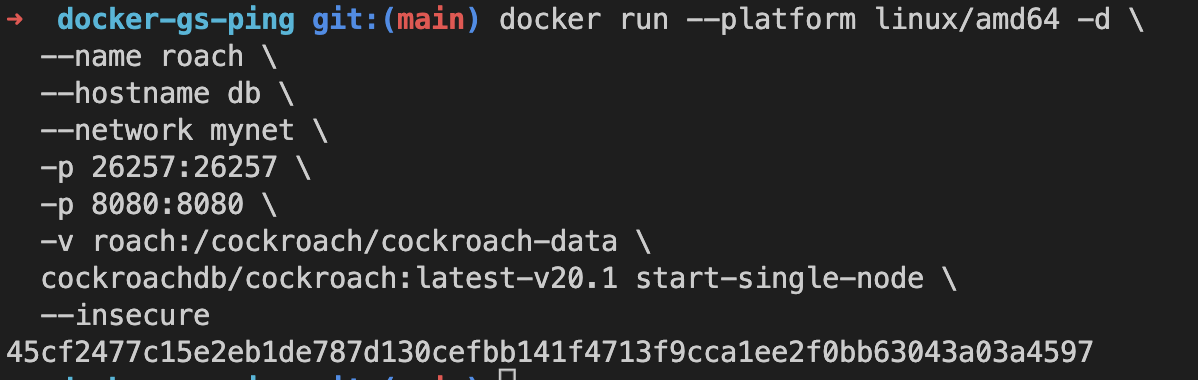 ➜ docker-gs-ping git:(main) docker run --platform linux/amd64 -d \
--name roach \
--hostname db \
--network mynet \
-p 26257:26257 \
-p 8080:8080 \
-v roach:/cockroach/cockroach-data \
cockroachdb/cockroach:latest-v20.1 start-single-node \
--insecure
45cf2477c15e2eb1de787d130cefbb141f4713f9cca1ee2f0bb63043a03a4597